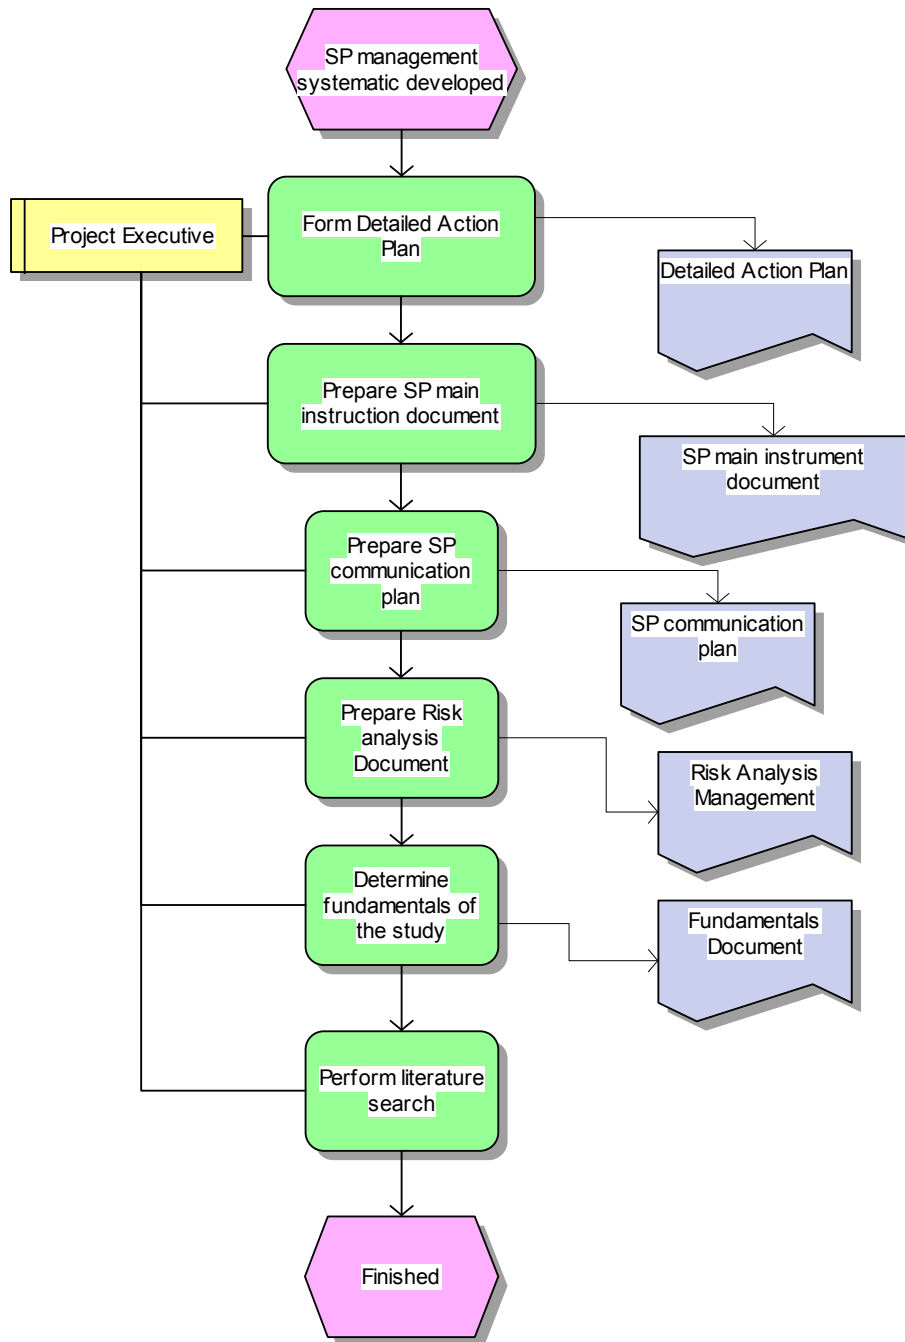 SP management
systematic developed
Project Executive
Form Detailed Action
Plan
Detailed Action Plan
Prepare SP main
instruction document
SP main instrument
document
Prepare SP
communication
plan
SP communication
plan
Prepare Risk
analysis
Document
Risk Analysis
Management
Determine
fundamentals of
the study
Fundamentals
Document
Perform literature
search
Finished